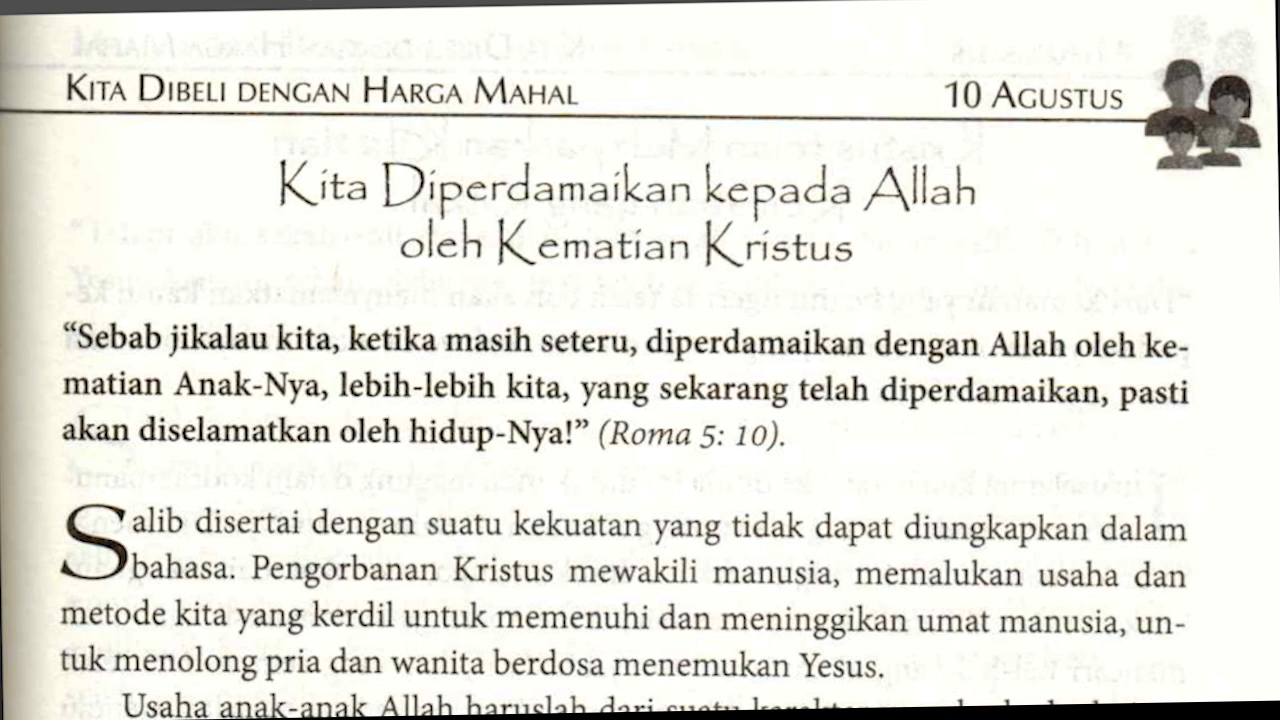 KITA DIBELI DENGAN HARGA MAHAL
10 AGUSTUS
Kita Diperdamaikan kepada Allah
oleh Kematian Kristus
“Sebab jikalau kita, ketika masih seteru, diperdamaikan dengan Allah oleh ke-
matian Anak-Nya, lebih-lebih kita, yang sekarang telah diperdamaikan, pasti
akan diselamatkan oleh hidup-Nya!” (Roma 5: 10).
Salib disertai dengan suatu kekuatan yang tidak dapat diungkapkan dalam
bahasa. Pengorbanan Kristus mewakili manusia, memalukan usaha dan
metode kita yang kerdil untuk memenuhi dan meninggikan umat manusia, un-
tuk menolong pria dan wanita berdosa menemukan Yesus.
Usaha anak-anak Allah haruslah dari suatu karakter